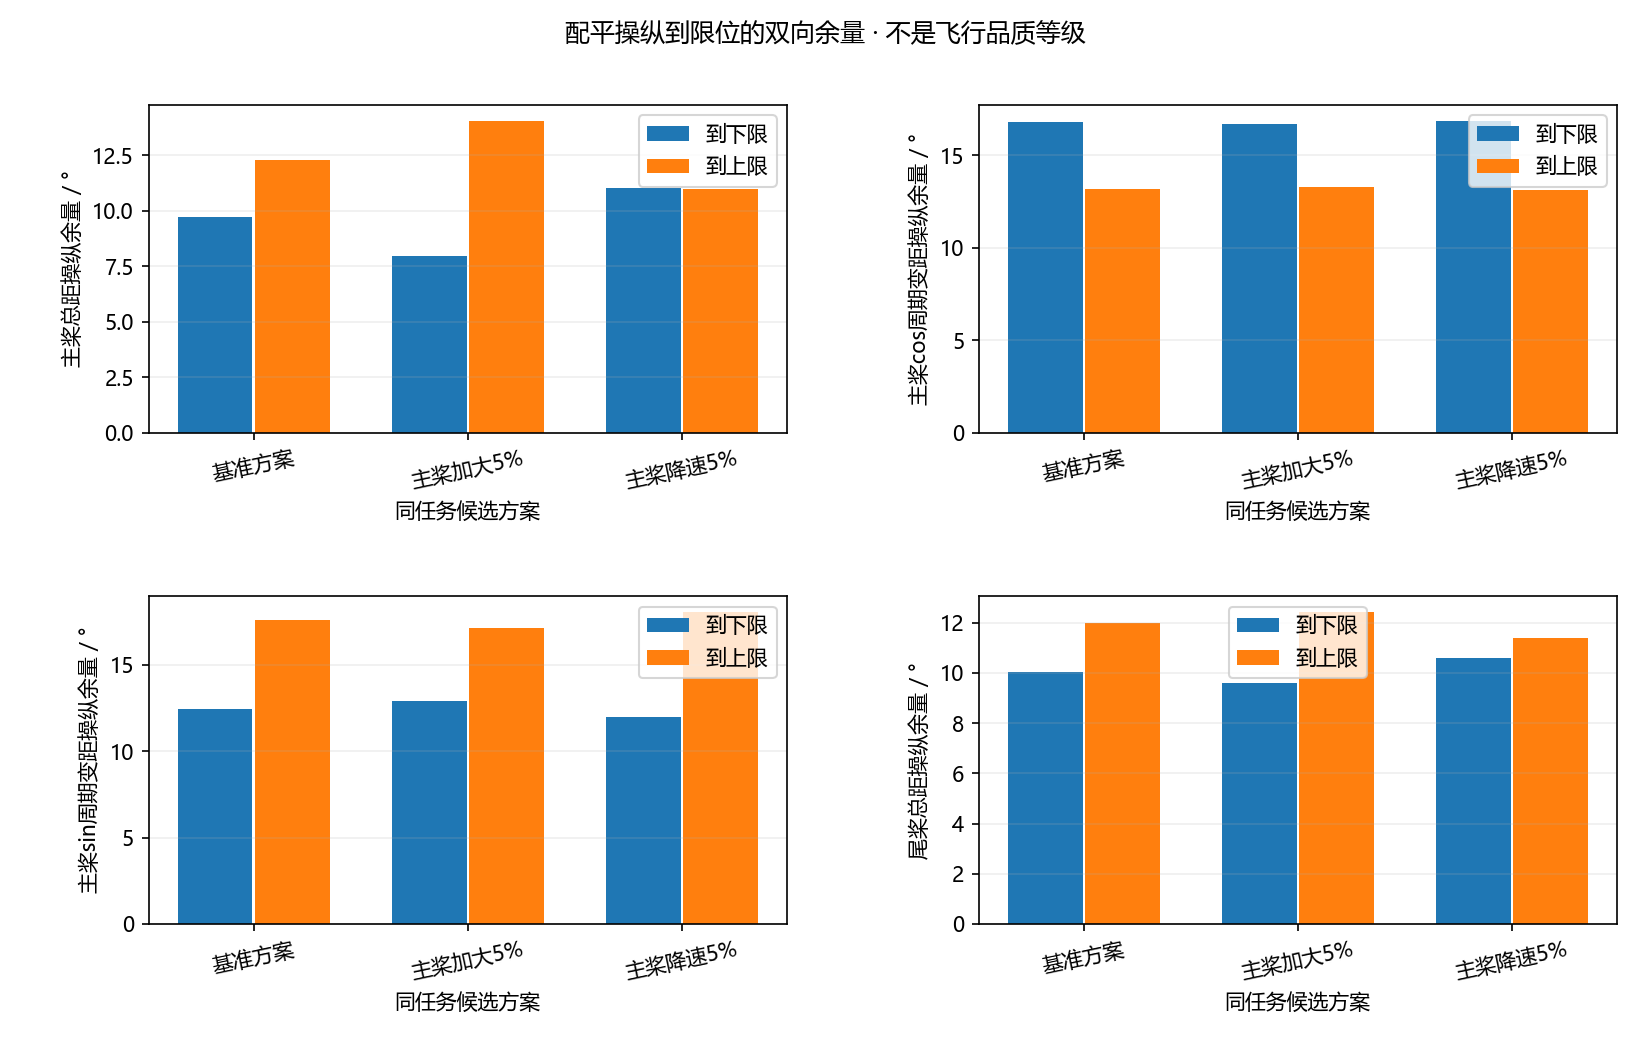 配平操纵到限位的双向余量 · 不是飞行品质等级
主桨总距操纵余量 / °
12.5
10.0
7.5
5.0
2.5
0.0
到下限
到上限
基准方案
主桨加大5%
主桨降速5%
同任务候选方案
主桨cos周期变距操纵余量 / °
15
10
5
0
到下限
到上限
基准方案
主桨加大5%
主桨降速5%
同任务候选方案
主桨sin周期变距操纵余量 / °
15
10
5
0
到下限
到上限
基准方案
主桨加大5%
主桨降速5%
同任务候选方案
尾桨总距操纵余量 / °
12
10
8
6
4
2
0
到下限
到上限
基准方案
主桨加大5%
主桨降速5%
同任务候选方案